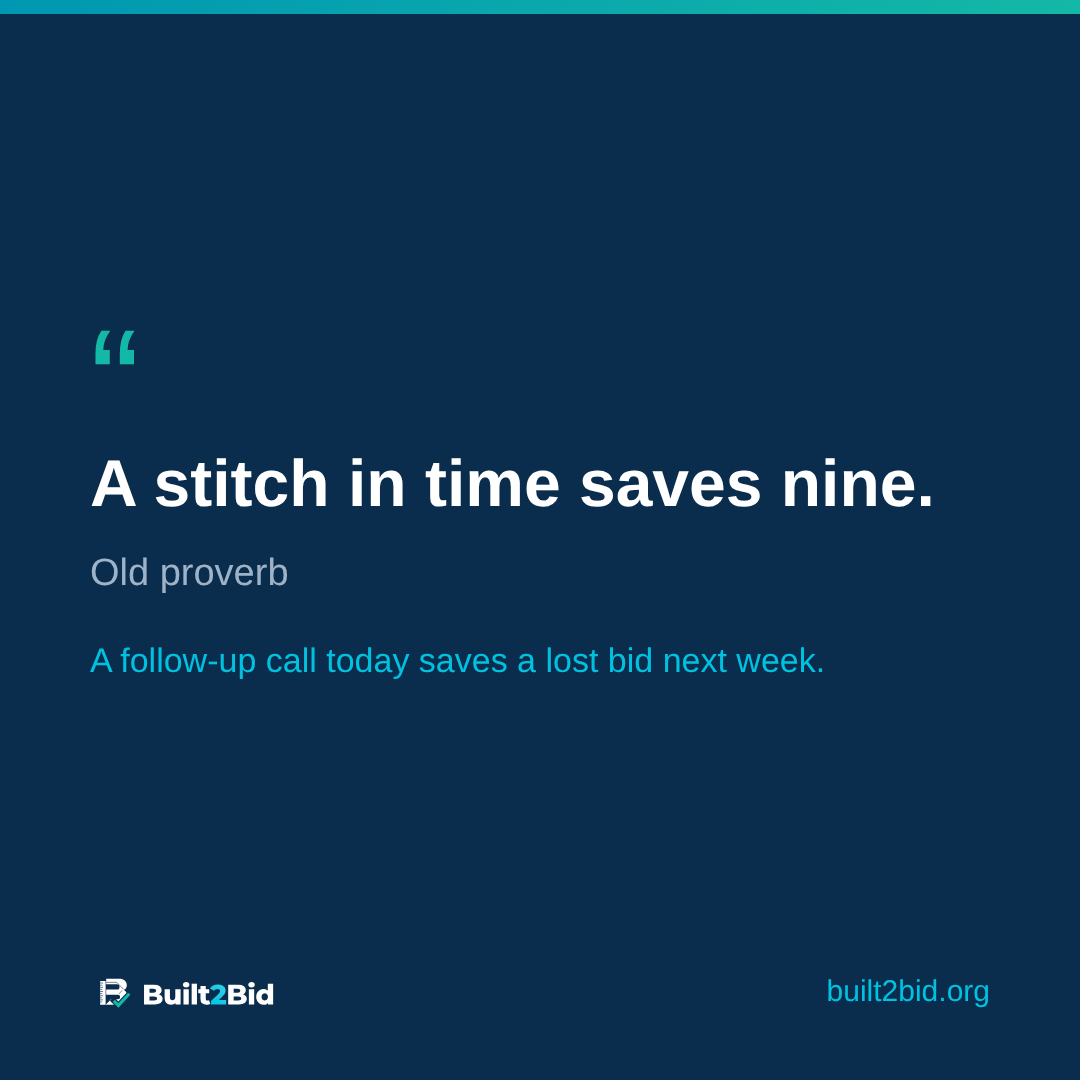 “
A stitch in time saves nine.
Old proverb
A follow-up call today saves a lost bid next week.
Built2Bid
built2bid.org